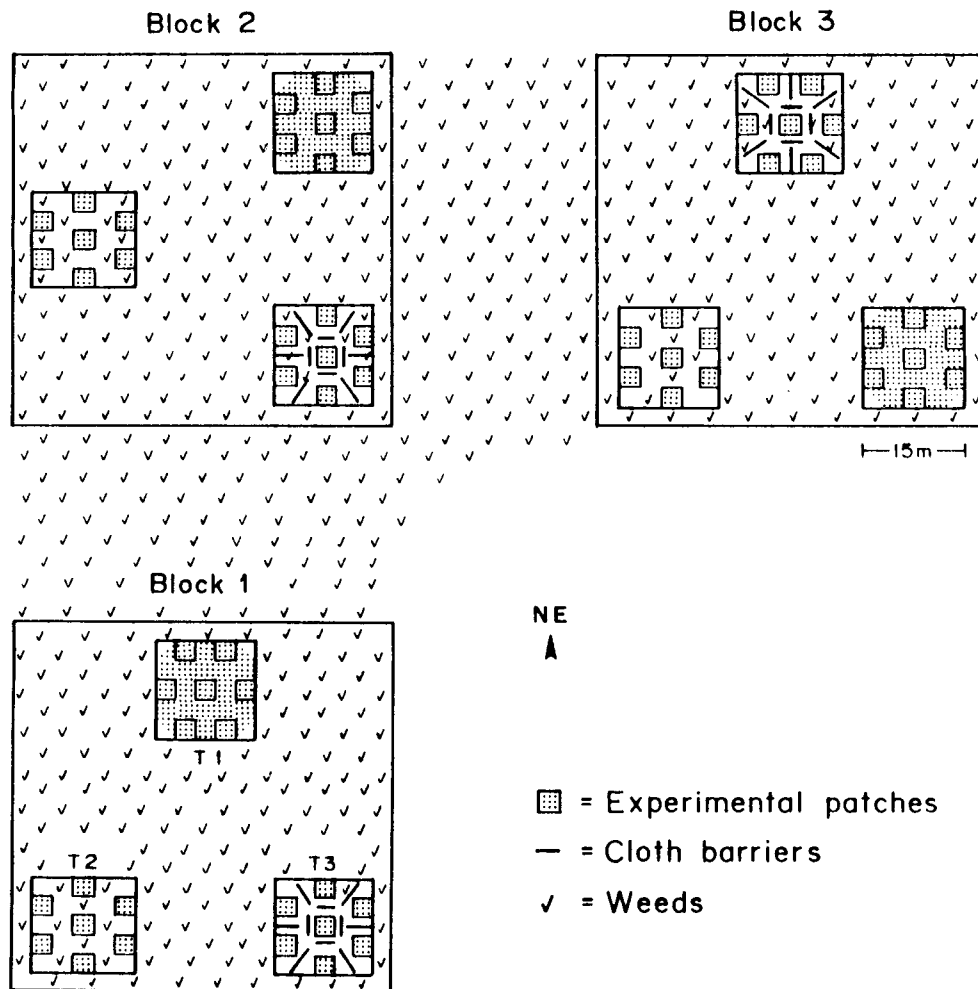 Block 2
Block 3
15m
Block 1
NE
T1
T2
T3
= Experimental patches
= Cloth barriers
= Weeds